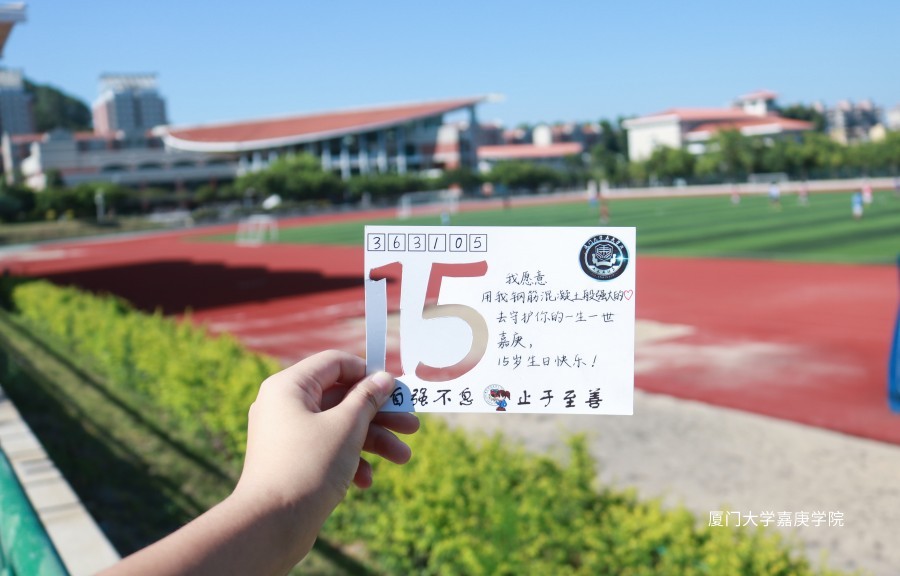 363105
15
我愿意
用我钢筋混凝土般强大的♡
去守护你的一生一世
嘉庚，
15岁生日快乐！
自强不息 止于至善
厦门大学嘉庚学院